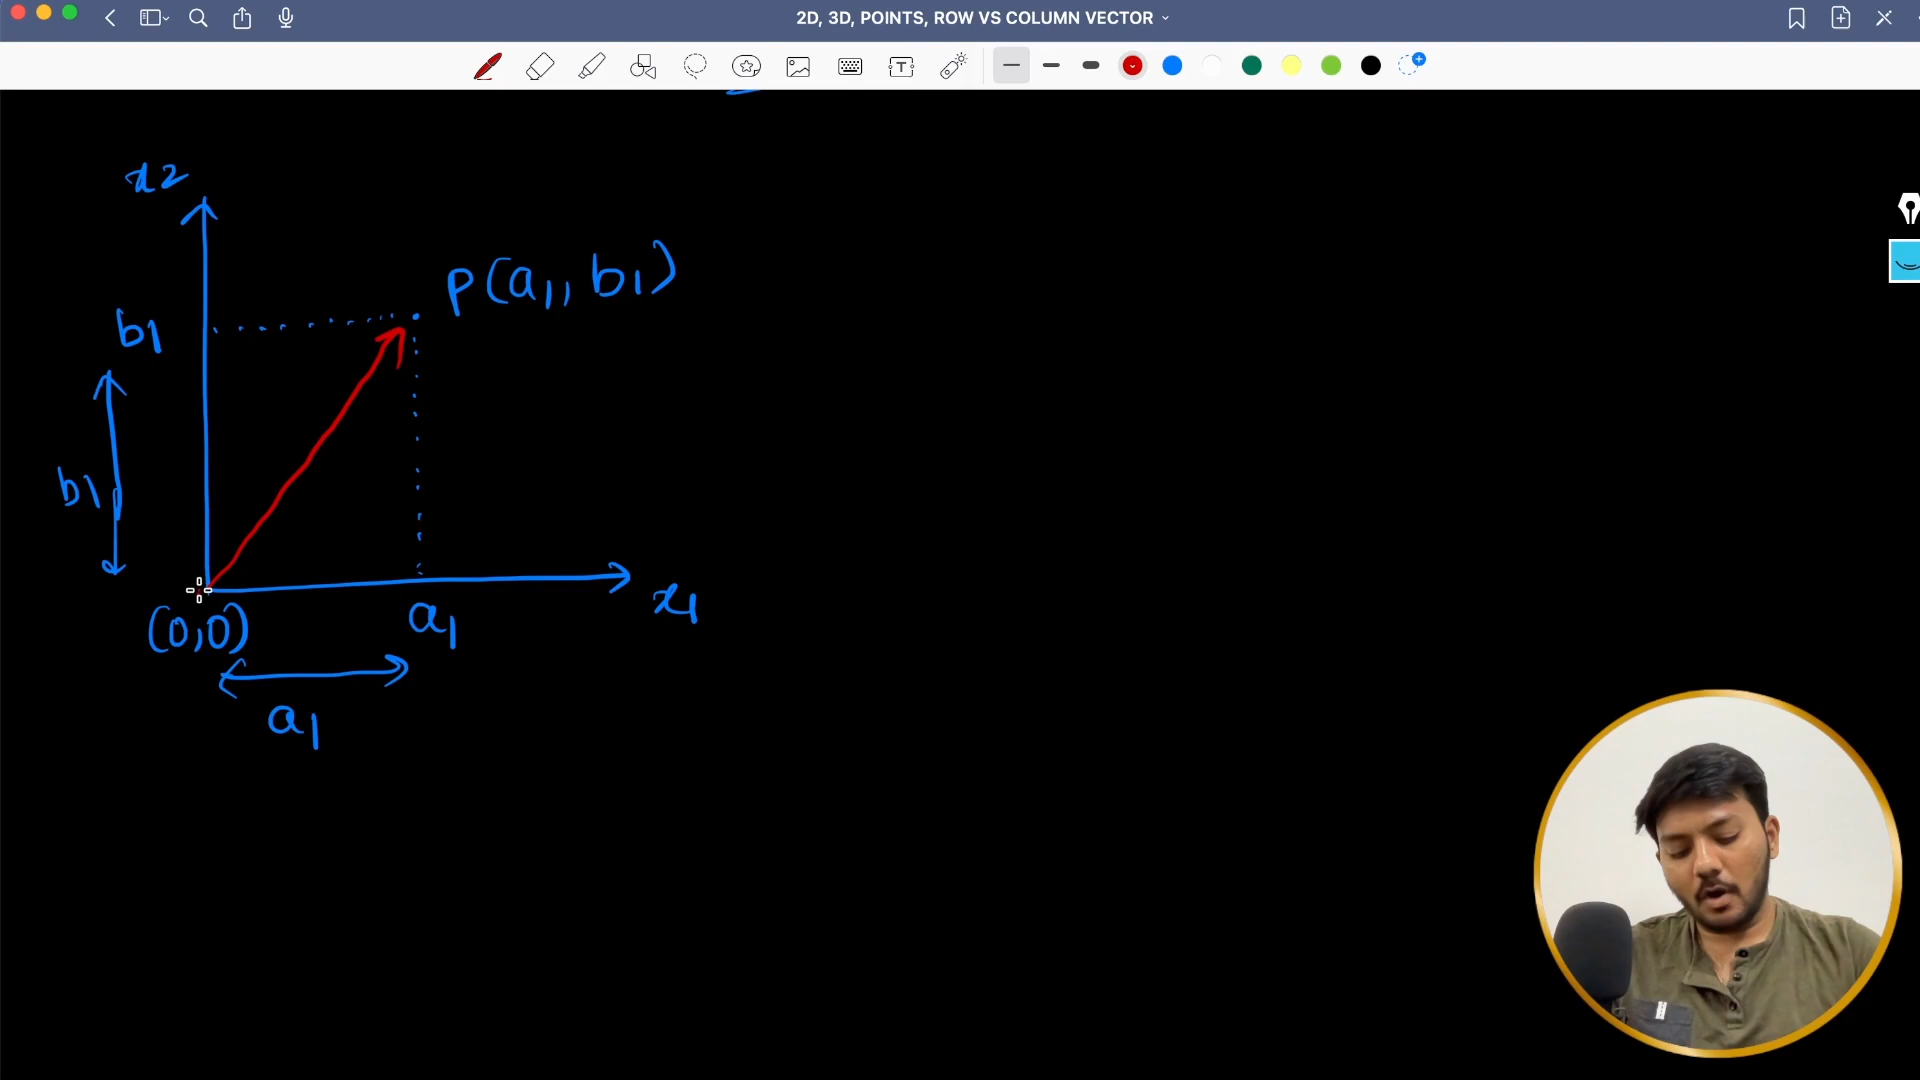 2D, 3D, POINTS, ROW VS COLUMN VECTOR
x2
P(a1, b1)
b1
b1
(0,0)
a1
x1
a1